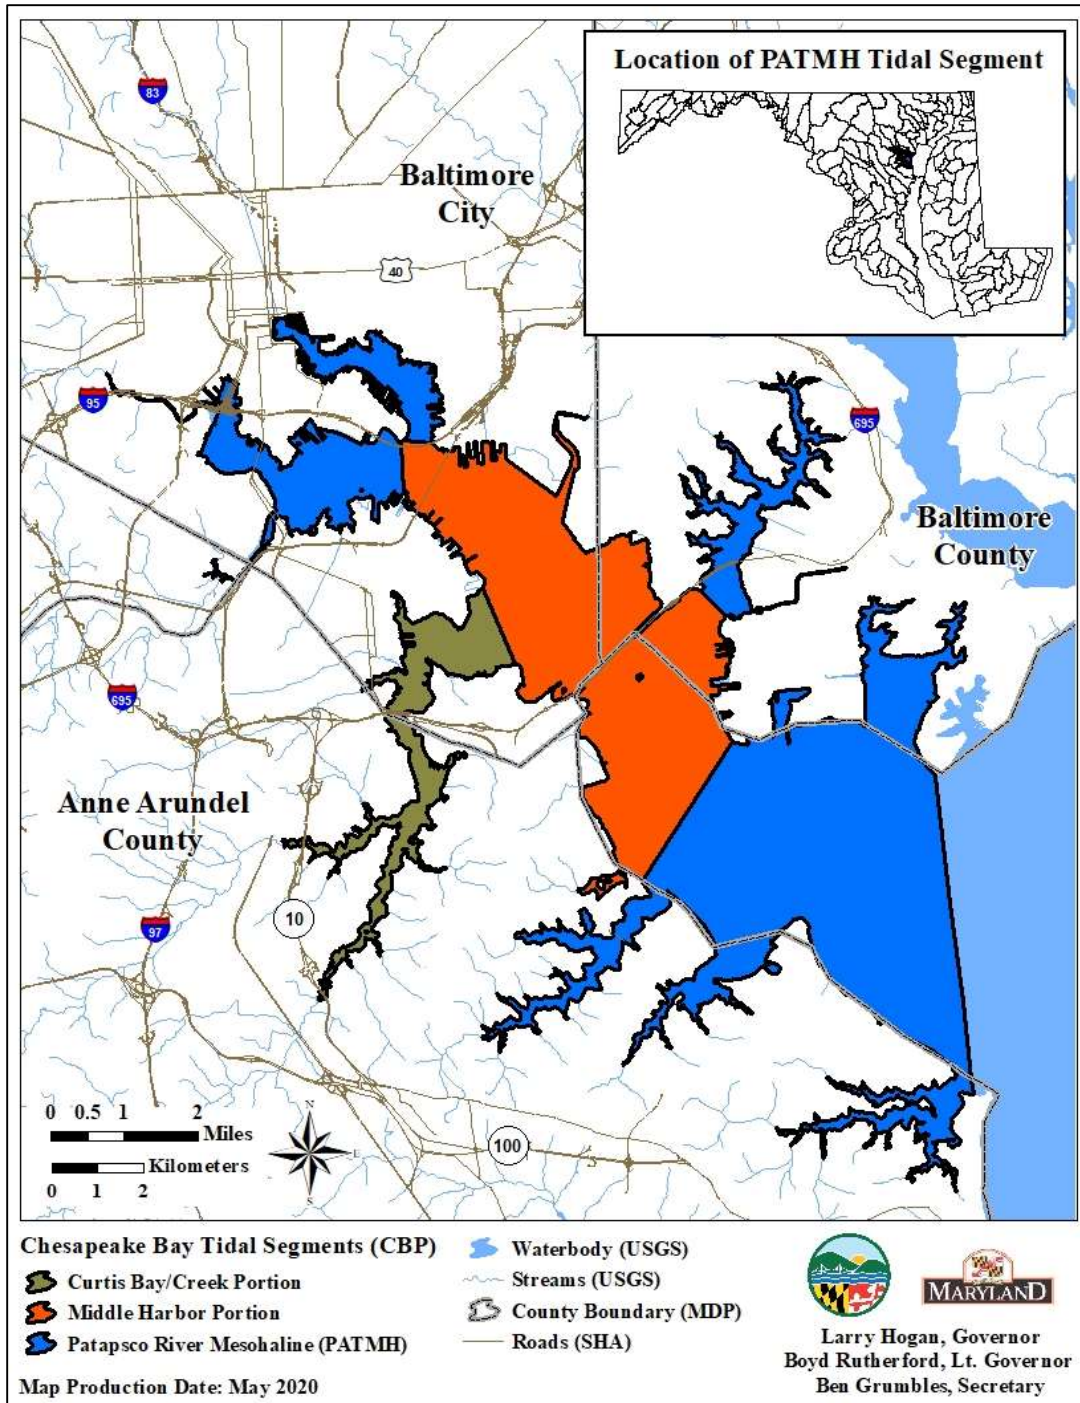 Location of PATMH Tidal Segment
83
Baltimore
City
40
95
695
Baltimore
County
695
Anne Arundel
County
10
97
0 0.5 1 2
Miles
Kilometers
0 1 2
N
E
S
100
Chesapeake Bay Tidal Segments (CBP)
Curtis Bay/Creek Portion
Middle Harbor Portion
Patapsco River Mesohaline (PATMH)
Map Production Date: May 2020
Waterbody (USGS)
Streams (USGS)
County Boundary (MDP)
Roads (SHA)
MARYLAND
Larry Hogan, Governor
Boyd Rutherford, Lt. Governor
Ben Grumbles, Secretary